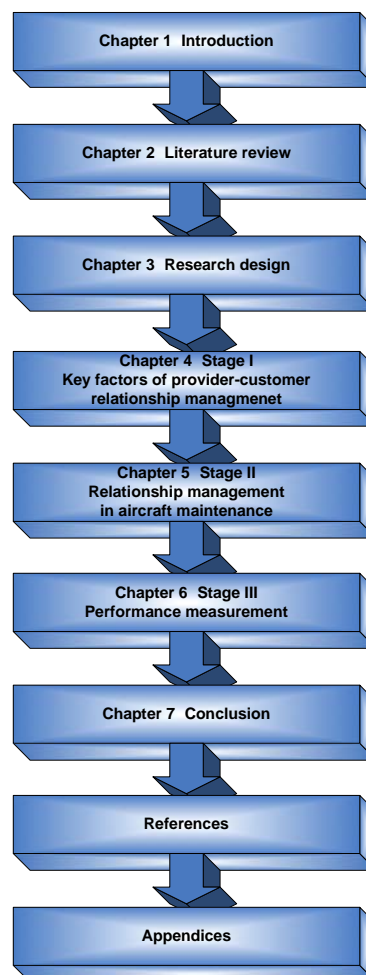 Chapter 1 Introduction
Chapter 2 Literature review
Chapter 3 Research design
Chapter 4 Stage I
Key factors of provider-customer
relationship managmenet
Chapter 5 Stage II
Relationship management
in aircraft maintenance
Chapter 6 Stage III
Performance measurement
Chapter 7 Conclusion
References
Appendices